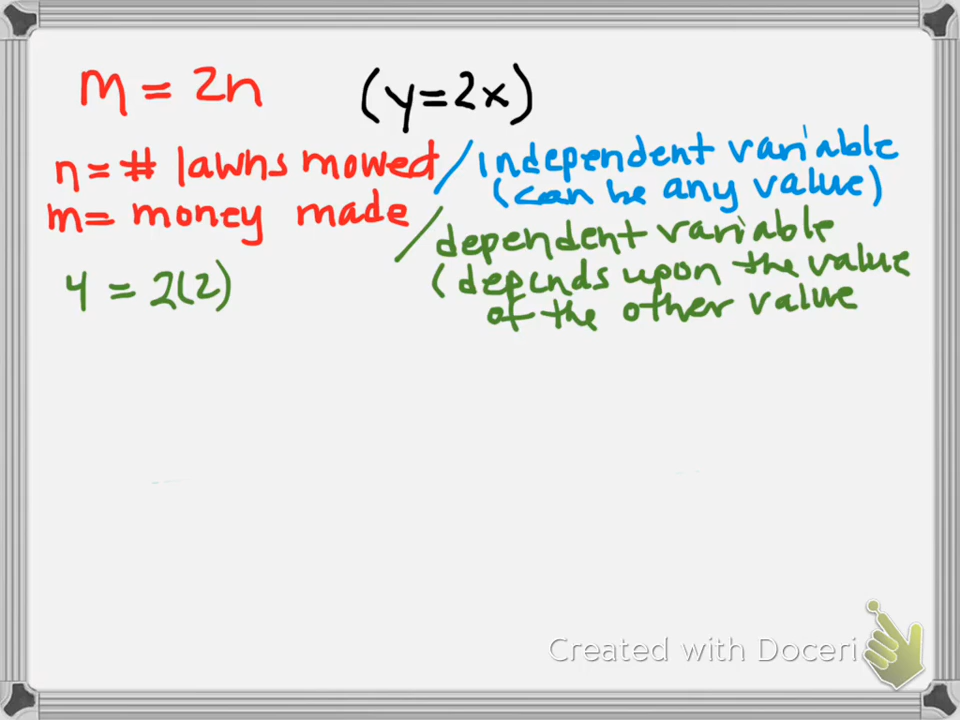 m = 2n (y=2x)
n = # lawns mowed / independent variable
(can be any value)
m= money made / dependent variable
(depends upon the value
of the other value
4 = 2(2)
Created with Doceri